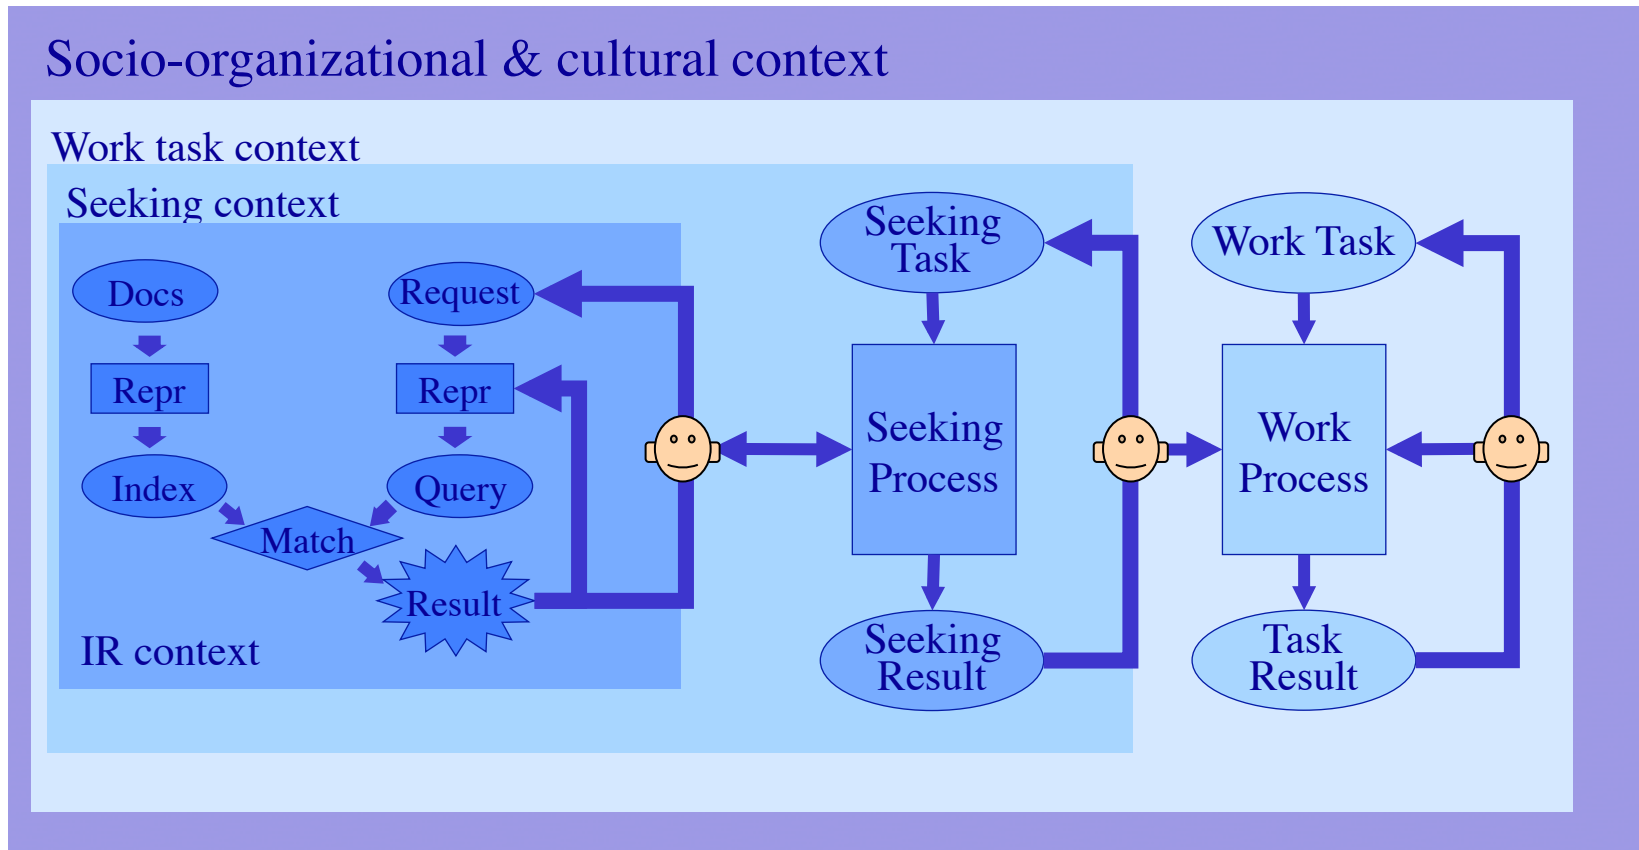 Socio-organizational & cultural context
Work task context
Seeking context
Docs
Repr
Index
Request
Repr
Query
Match
Result
IR context
Seeking
Task
Seeking
Process
Seeking
Result
Work Task
Work
Process
Task
Result